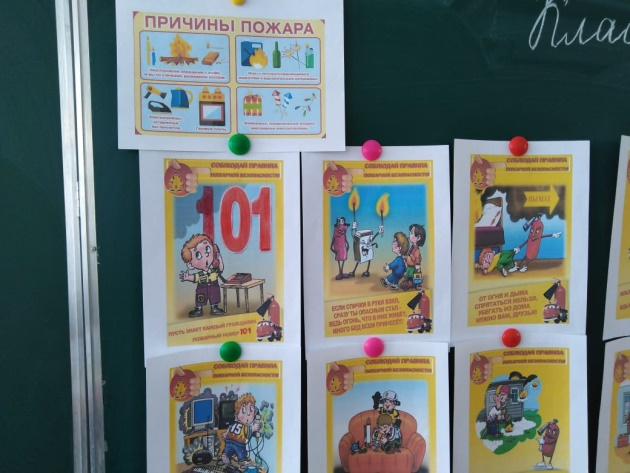 ПРИЧИНЫ ПОЖАРА
Клас
СОБЛЮДАЙ ПРАВИЛА
ПОЖАРНОЙ БЕЗОПАСНОСТИ
101
ПУСТЬ ЗНАЕТ КАЖДЫЙ ГРАЖДАНИН
ПОЖАРНЫЙ НОМЕР 101
СОБЛЮДАЙ ПРАВИЛА
ПОЖАРНОЙ БЕЗОПАСНОСТИ
ЕСЛИ СПИЧКИ В РУКИ ВЗЯЛ,
СРАЗУ ТЫ ОПАСНЫМ СТАЛ -
ВЕДЬ ОГОНЬ, ЧТО В НИХ ЖИВЁТ,
МНОГО БЕД ВСЕМ ПРИНЕСЁТ!
СОБЛЮДАЙ ПРАВИЛА
ПОЖАРНОЙ БЕЗОПАСНОСТИ
ОТ ОГНЯ И ДЫМА
СПРЯТАТЬСЯ НЕЛЬЗЯ,
УБЕГАТЬ ИЗ ДОМА
НУЖНО ВАМ, ДРУЗЬЯ!
СОБЛЮДАЙ ПРАВИЛА
ПОЖАРНОЙ БЕЗОПАСНОСТИ
СОБЛЮДАЙ ПРАВИЛА
ПОЖАРНОЙ БЕЗОПАСНОСТИ
СОБЛЮДАЙ ПРАВИЛА
ПОЖАРНОЙ БЕЗОПАСНОСТИ